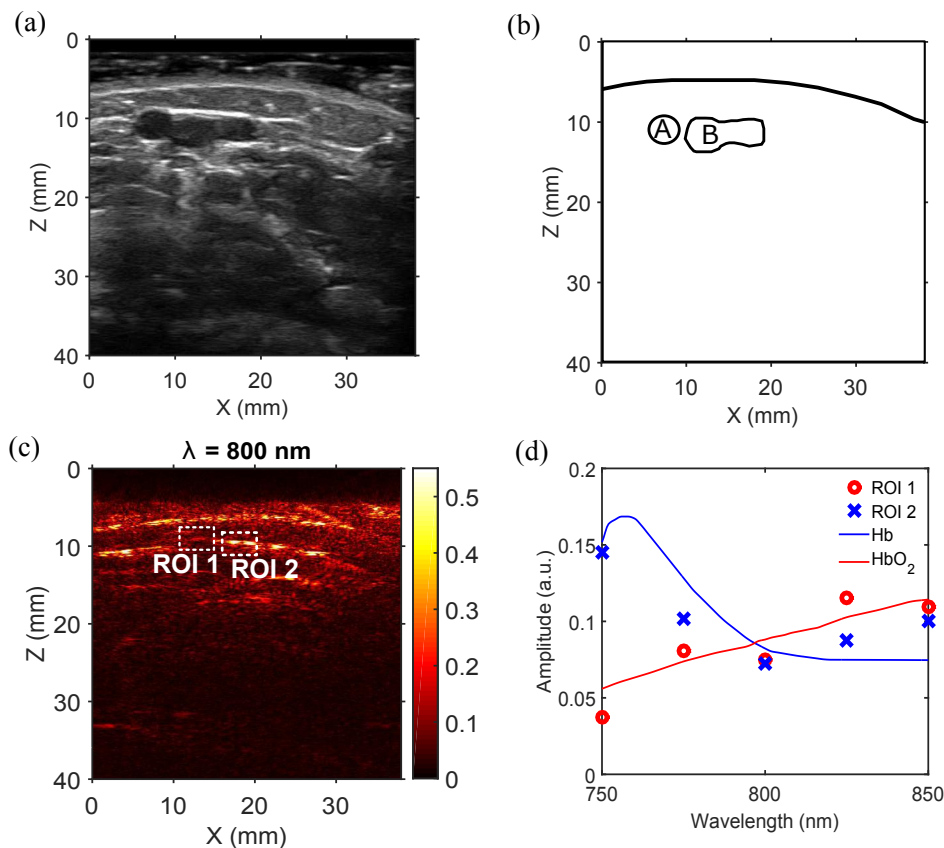 (a)
0
10
20
30
40
Z (mm)
0 10 20 30
X (mm)
(b)
0
10
20
30
40
Z (mm)
A B
0 10 20 30
X (mm)
(c)
λ = 800 nm
0
10
20
30
40
Z (mm)
ROI 1 ROI 2
0 10 20 30
X (mm)
0.5
0.4
0.3
0.2
0.1
0
(d)
0.2
0.15
0.1
0.05
0
Amplitude (a.u.)
ROI 1
ROI 2
Hb
HbO₂
750 800 850
Wavelength (nm)